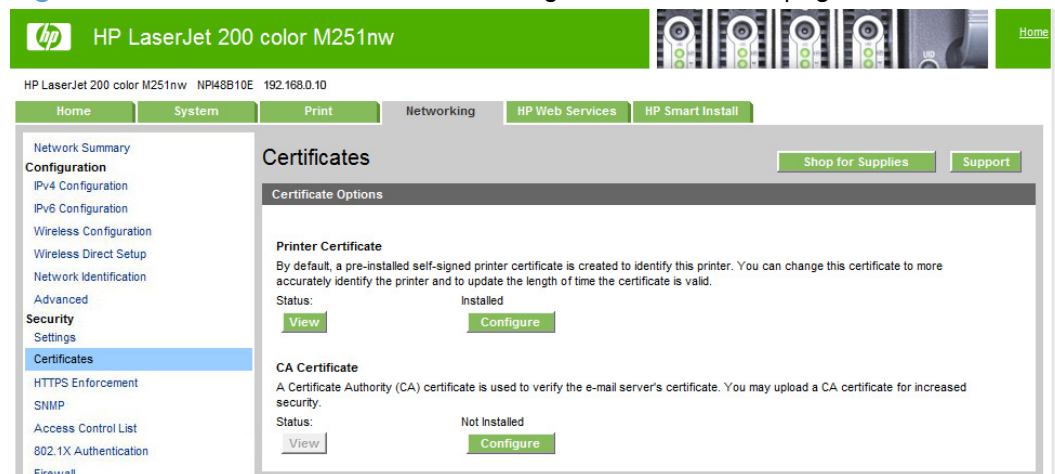 hp
HP LaserJet 200 color M251nw
UID
Home
HP LaserJet 200 color M251nw NPI48B10E 192.168.0.10
Home System Print Networking HP Web Services HP Smart Install
Network Summary
Configuration
IPv4 Configuration
IPv6 Configuration
Wireless Configuration
Wireless Direct Setup
Network Identification
Advanced
Security
Settings
Certificates
HTTPS Enforcement
SNMP
Access Control List
802.1X Authentication
Firewall
Certificates
Shop for Supplies Support
Certificate Options
Printer Certificate
By default, a pre-installed self-signed printer certificate is created to identify this printer. You can change this certificate to more
accurately identify the printer and to update the length of time the certificate is valid.
Status: Installed
View Configure
CA Certificate
A Certificate Authority (CA) certificate is used to verify the e-mail server's certificate. You may upload a CA certificate for increased
security.
Status: Not Installed
View Configure